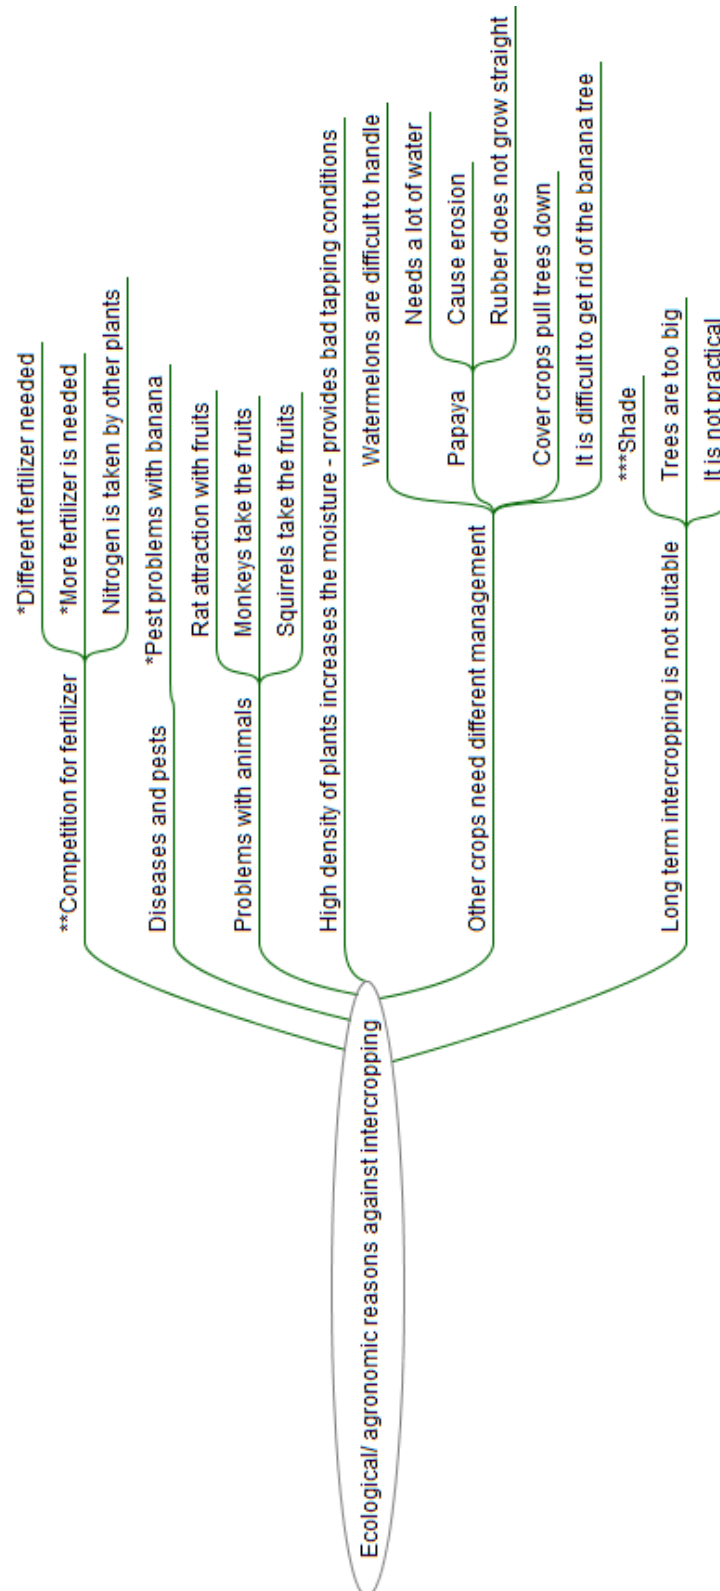 Ecological/ agronomic reasons against intercropping
**Competition for fertilizer
*Different fertilizer needed
*More fertilizer is needed
Nitrogen is taken by other plants
Diseases and pests
*Pest problems with banana
Problems with animals
Rat attraction with fruits
Monkeys take the fruits
Squirrels take the fruits
High density of plants increases the moisture - provides bad tapping conditions
Other crops need different management
Watermelons are difficult to handle
Papaya
Needs a lot of water
Cause erosion
Rubber does not grow straight
Cover crops pull trees down
It is difficult to get rid of the banana tree
Long term intercropping is not suitable
***Shade
Trees are too big
It is not practical